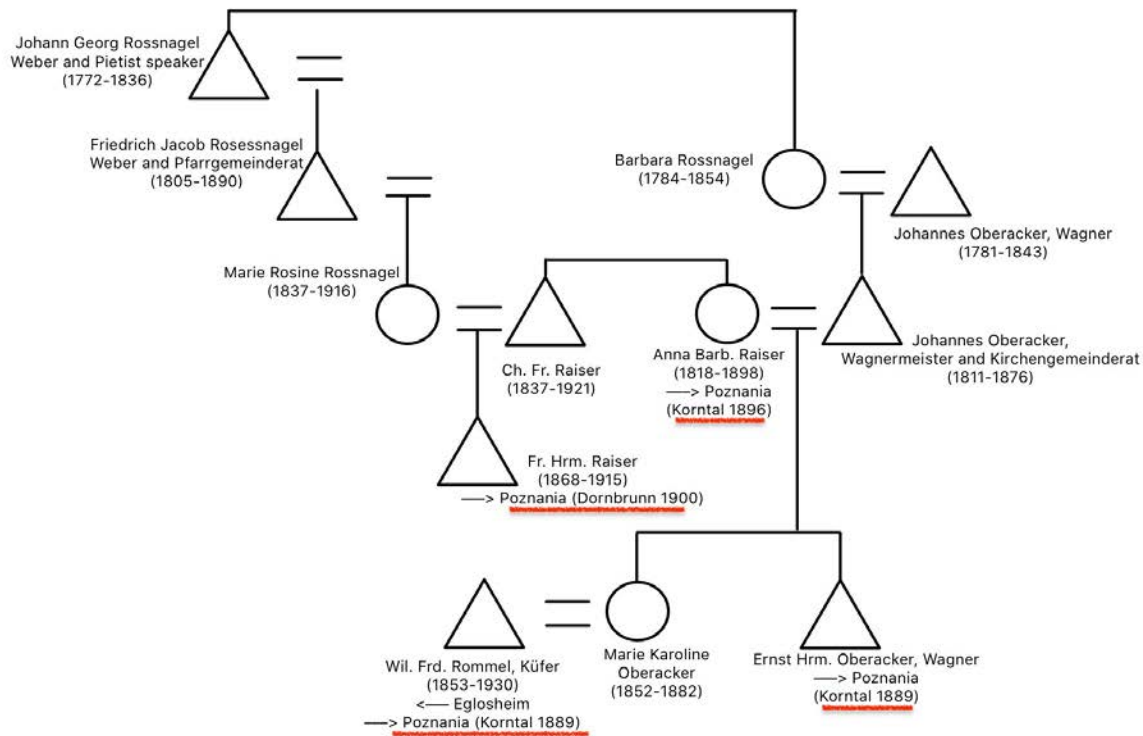 Johann Georg Rossnagel
Weber and Pietist speaker
(1772-1836)
Friedrich Jacob Rosessnagel
Weber and Pfarrgemeinderat
(1805-1890)
Barbara Rossnagel
(1784-1854)
Johannes Oberacker, Wagner
(1781-1843)
Marie Rosine Rossnagel
(1837-1916)
Ch. Fr. Raiser
(1837-1921)
Anna Barb. Raiser
(1818-1898)
—> Poznania
(Korntal 1896)
Johannes Oberacker,
Wagnermeister and Kirchengemeinderat
(1811-1876)
Fr. Hrm. Raiser
(1868-1915)
—> Poznania (Dornbrunn 1900)
Wil. Frd. Rommel, Küfer
(1853-1930)
<— Eglosheim
—> Poznania (Korntal 1889)
Marie Karoline
Oberacker
(1852-1882)
Ernst Hrm. Oberacker, Wagner
—> Poznania
(Korntal 1889)